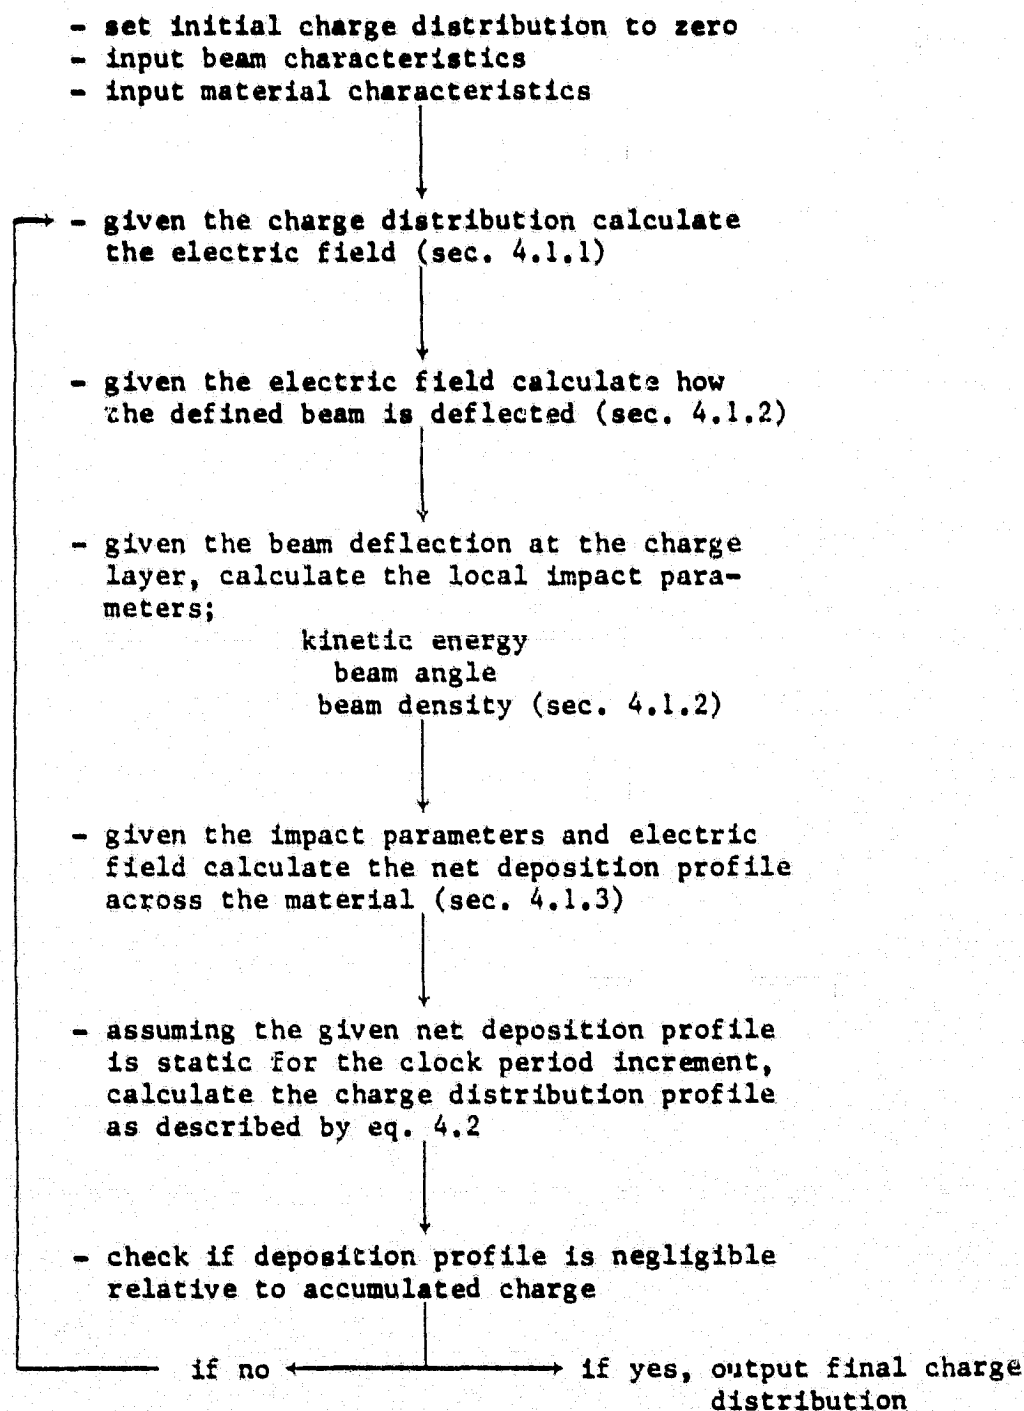 - set initial charge distribution to zero
- input beam characteristics
- input material characteristics
- given the charge distribution calculate
the electric field (sec. 4.1.1)
- given the electric field calculate how
the defined beam is deflected (sec. 4.1.2)
- given the beam deflection at the charge
layer, calculate the local impact para-
meters;
kinetic energy
beam angle
beam density (sec. 4.1.2)
- given the impact parameters and electric
field calculate the net deposition profile
across the material (sec. 4.1.3)
- assuming the given net deposition profile
is static for the clock period increment,
calculate the charge distribution profile
as described by eq. 4.2
- check if deposition profile is negligible
relative to accumulated charge
if no if yes, output final charge
distribution